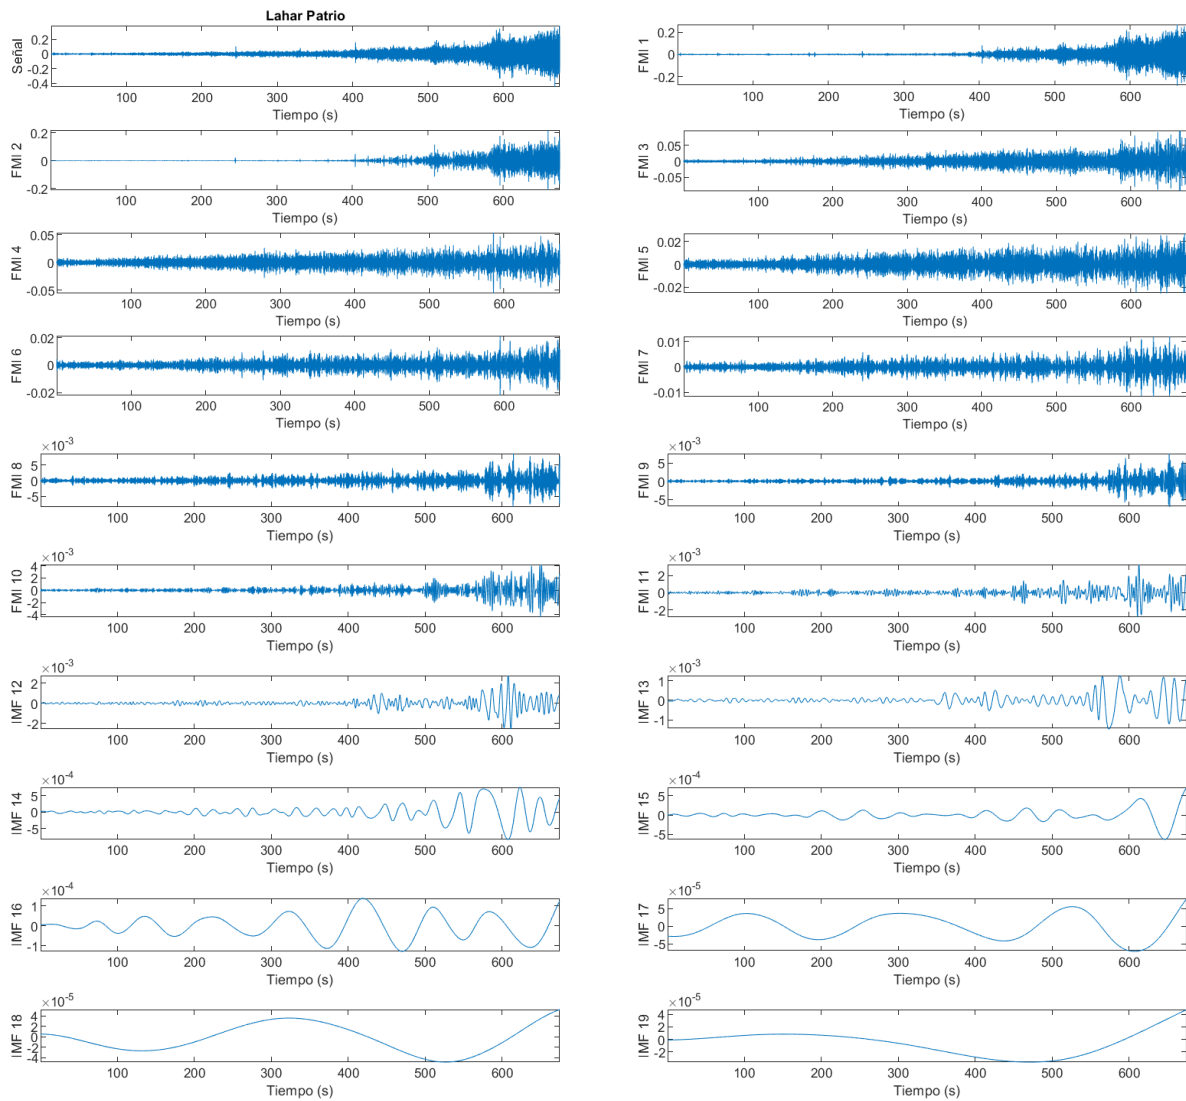 Lahar Patrio
Señal
0.2
0
-0.2
-0.4
100 200 300 400 500 600
Tiempo (s)
FMI 1
0.2
0
-0.2
100 200 300 400 500 600
Tiempo (s)
FMI 2
0.2
0
-0.2
100 200 300 400 500 600
Tiempo (s)
FMI 3
0.05
0
-0.05
100 200 300 400 500 600
Tiempo (s)
FMI 4
0.05
0
-0.05
100 200 300 400 500 600
Tiempo (s)
FMI 5
0.02
0
-0.02
100 200 300 400 500 600
Tiempo (s)
FMI 6
0.02
0
-0.02
100 200 300 400 500 600
Tiempo (s)
FMI 7
0.01
0
-0.01
100 200 300 400 500 600
Tiempo (s)
×10⁻³
FMI 8
5
0
-5
100 200 300 400 500 600
Tiempo (s)
×10⁻³
FMI 9
5
0
-5
100 200 300 400 500 600
Tiempo (s)
×10⁻³
FMI 10
4
2
0
-2
-4
100 200 300 400 500 600
Tiempo (s)
×10⁻³
FMI 11
2
0
-2
100 200 300 400 500 600
Tiempo (s)
×10⁻³
IMF 12
2
0
-2
100 200 300 400 500 600
Tiempo (s)
×10⁻³
IMF 13
1
0
-1
100 200 300 400 500 600
Tiempo (s)
×10⁻⁴
IMF 14
5
0
-5
100 200 300 400 500 600
Tiempo (s)
×10⁻⁴
IMF 15
5
0
-5
100 200 300 400 500 600
Tiempo (s)
×10⁻⁴
IMF 16
1
0
-1
100 200 300 400 500 600
Tiempo (s)
×10⁻⁵
IMF 17
5
0
-5
100 200 300 400 500 600
Tiempo (s)
×10⁻⁵
IMF 18
4
2
0
-2
-4
100 200 300 400 500 600
Tiempo (s)
×10⁻⁵
IMF 19
4
2
0
-2
100 200 300 400 500 600
Tiempo (s)